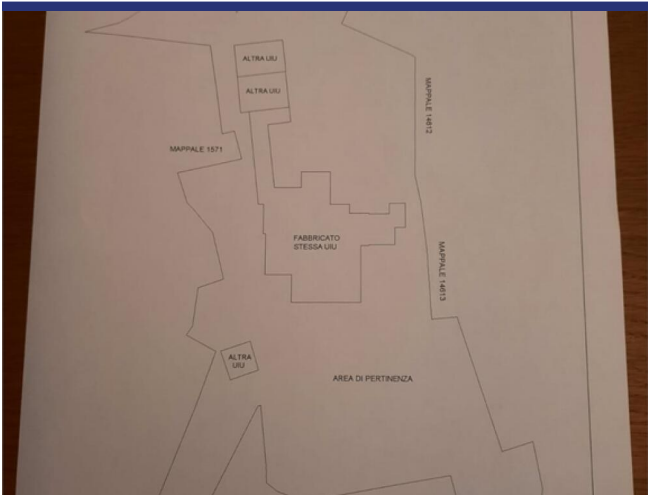 ALTRA UIU
ALTRA UIU
MAPPALE 14612
MAPPALE 1571
FABBRICATO
STESSA UIU
MAPPALE 14613
ALTRA
UIU
AREA DI PERTINENZA